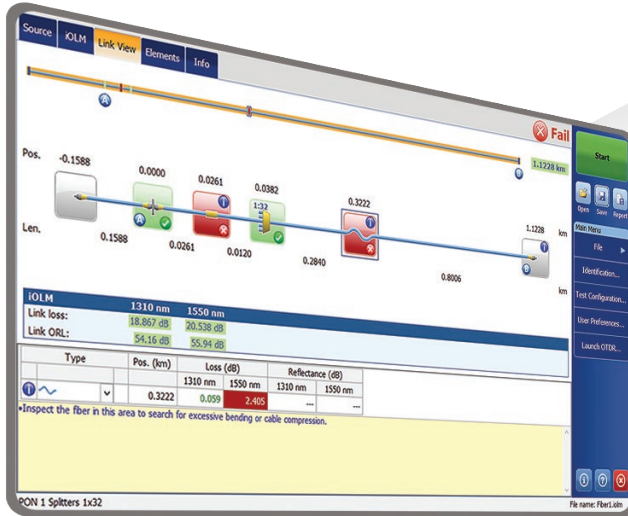 Source iOLM Link View Elements Info
Fail
1.1228 km
Start
A
B
Open Save Report
Main Menu
File
Identification...
Test Configuration...
User Preferences...
Launch OTDR...
Pos. -0.1588 0.0000 0.0261 0.0382 0.3222 1.1228 km
1:32
A
B
Len. 0.1588 0.0261 0.0120 0.2840 0.8006 km
iOLM 1310 nm 1550 nm
Link loss: 18.867 dB 20.538 dB
Link ORL: 54.16 dB 55.94 dB
Type Pos. (km) Loss (dB) Reflectance (dB)
1310 nm 1550 nm 1310 nm 1550 nm
0.3222 0.059 2.405 --- ---
•Inspect the fiber in this area to search for excessive bending or cable compression.
PON 1 Splitters 1x32
File name: Fiber1.iolm